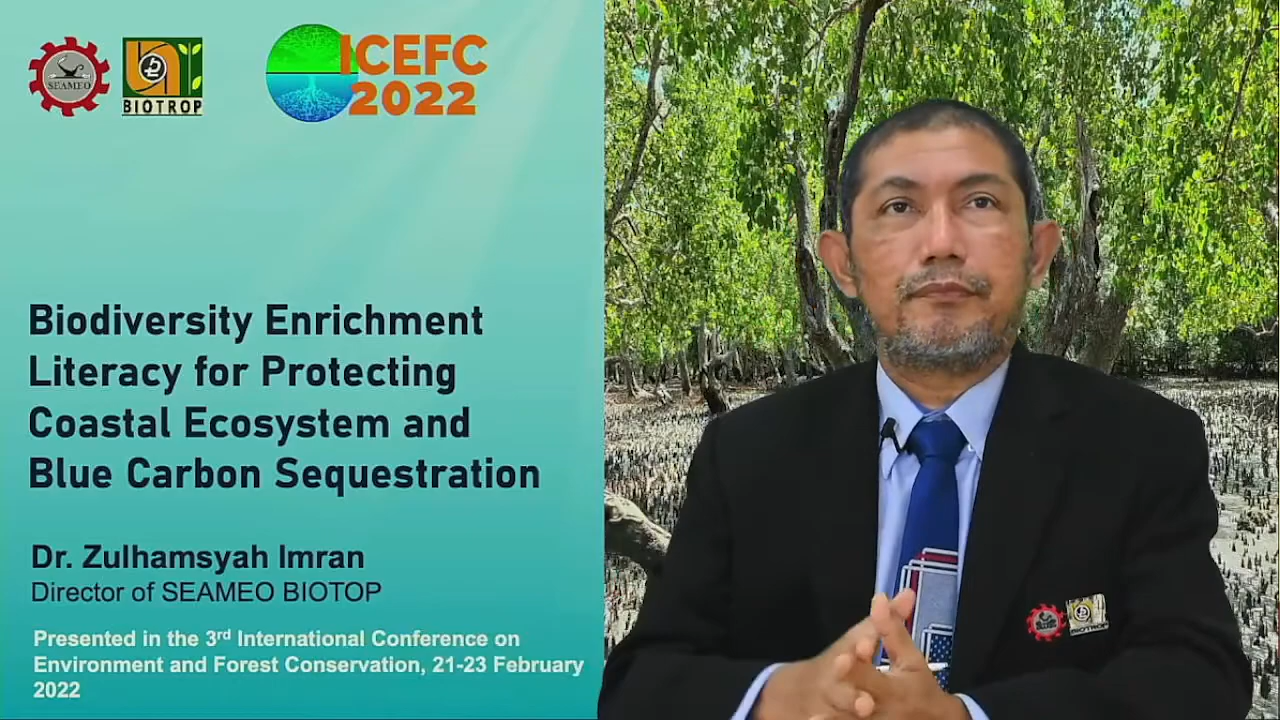 SEAMEO
BIOTROP
ICEFC
2022
Biodiversity Enrichment
Literacy for Protecting
Coastal Ecosystem and
Blue Carbon Sequestration
Dr. Zulhamsyah Imran
Director of SEAMEO BIOTOP
Presented in the 3rd International Conference on
Environment and Forest Conservation, 21-23 February
2022